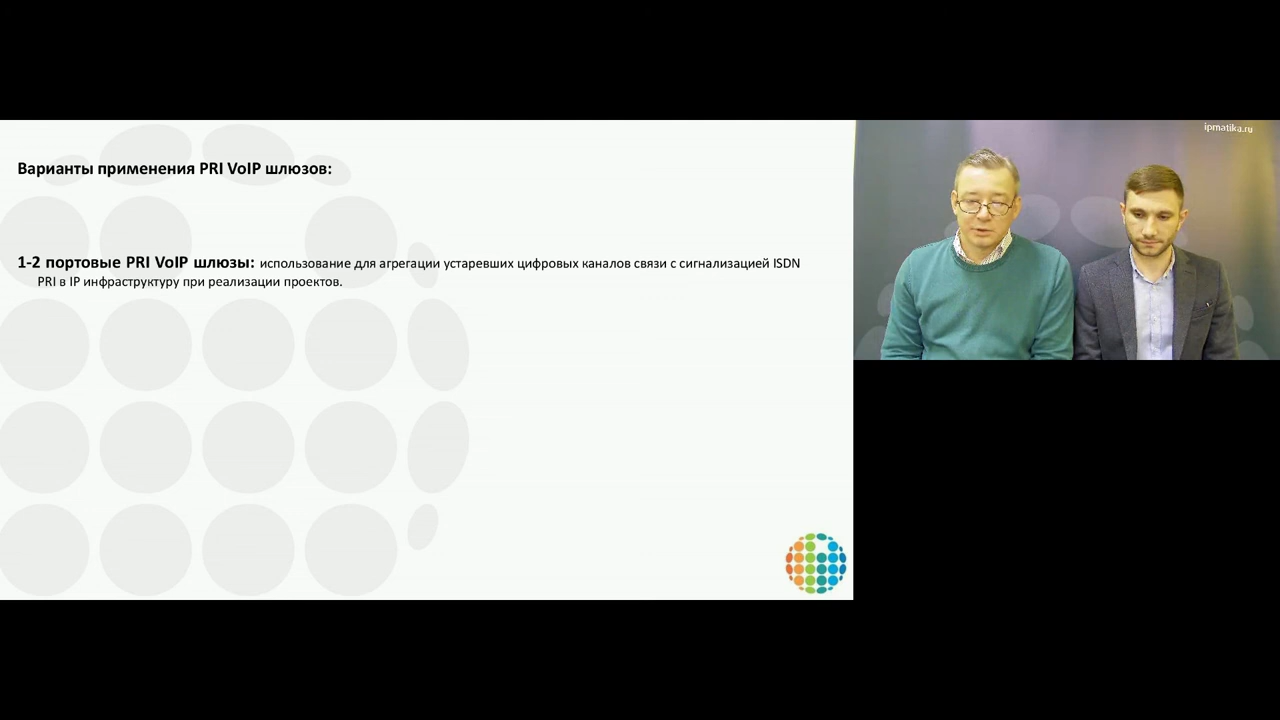 Варианты применения PRI VoIP шлюзов:
1-2 портовые PRI VoIP шлюзы: использование для агрегации устаревших цифровых каналов связи с сигнализацией ISDN
PRI в IP инфраструктуру при реализации проектов.
ipmatika.ru